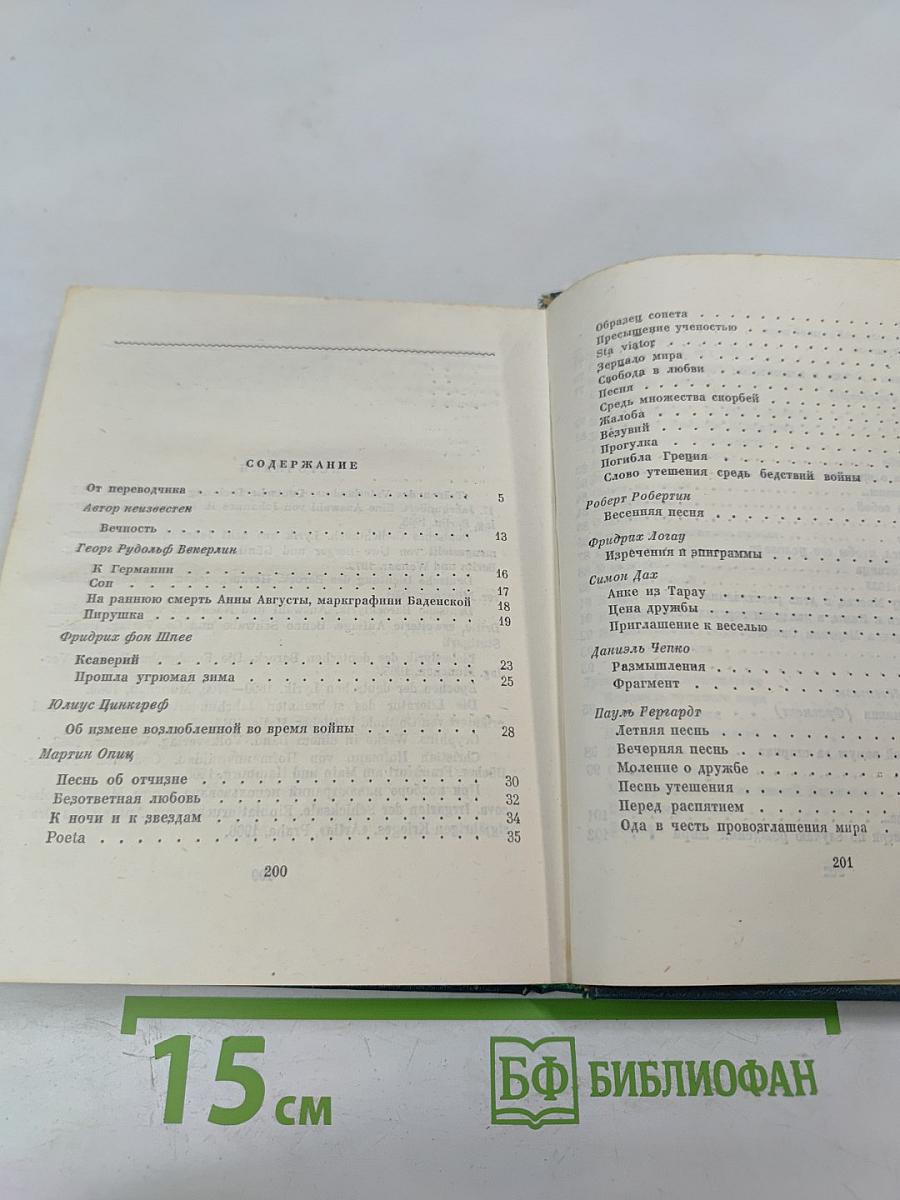 СОДЕРЖАНИЕ
От переводчика . . . 5
Автор неизвестен
Вечность . . . 13
Георг Рудольф Векерлин
К Германии . . . 16
Сон . . . 17
На раннюю смерть Анны Августы, маркграфини Баденской 18
Пирушка . . . 19
Фридрих фон Шпее
Ксаверий . . . 23
Прошла угрюмая зима . . . 25
Юлиус Цинкгреф
Об измене возлюбленной во время войны . . . 28
Мартин Опиц
Песнь об отчизне . . . 30
Безответная любовь . . . 32
К ночи и к звездам . . . 34
Poeta . . . 35
200
Образец сонета
Пресыщение ученостью
Sta viator
Зерцало мира
Свобода в любви
Песня
Средь множества скорбей
Жалоба
Везувий
Прогулка
Погибла Греция
Слово утешения средь бедствий войны
Роберт Робертин
Весенняя песня
Фридрих Логау
Изречения и эпиграммы
Симон Дах
Анке из Тарау
Цена дружбы
Приглашение к веселью
Даниэль Чепко
Размышления
Фрагмент
Пауль Гергардт
Летняя песнь
Вечерняя песнь
Моление о дружбе
Песнь утешения
Перед распятием
Ода в честь провозглашения мира
201
15 см
БФ БИБЛИОФАН